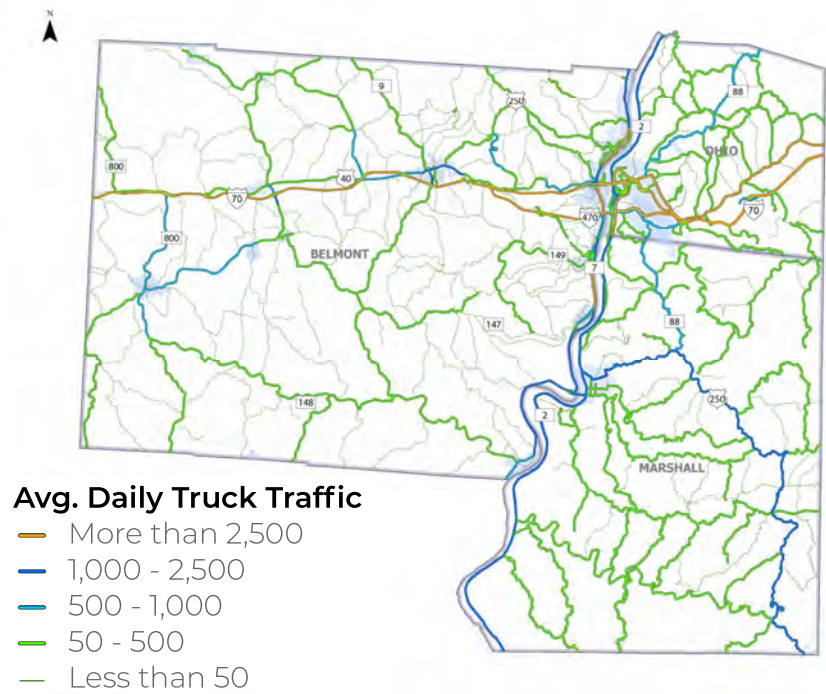 N
9
250
88
2
OHIO
800
40
70
470
70
800
BELMONT
149
7
147
88
250
148
2
MARSHALL
Avg. Daily Truck Traffic
More than 2,500
1,000 - 2,500
500 - 1,000
50 - 500
Less than 50